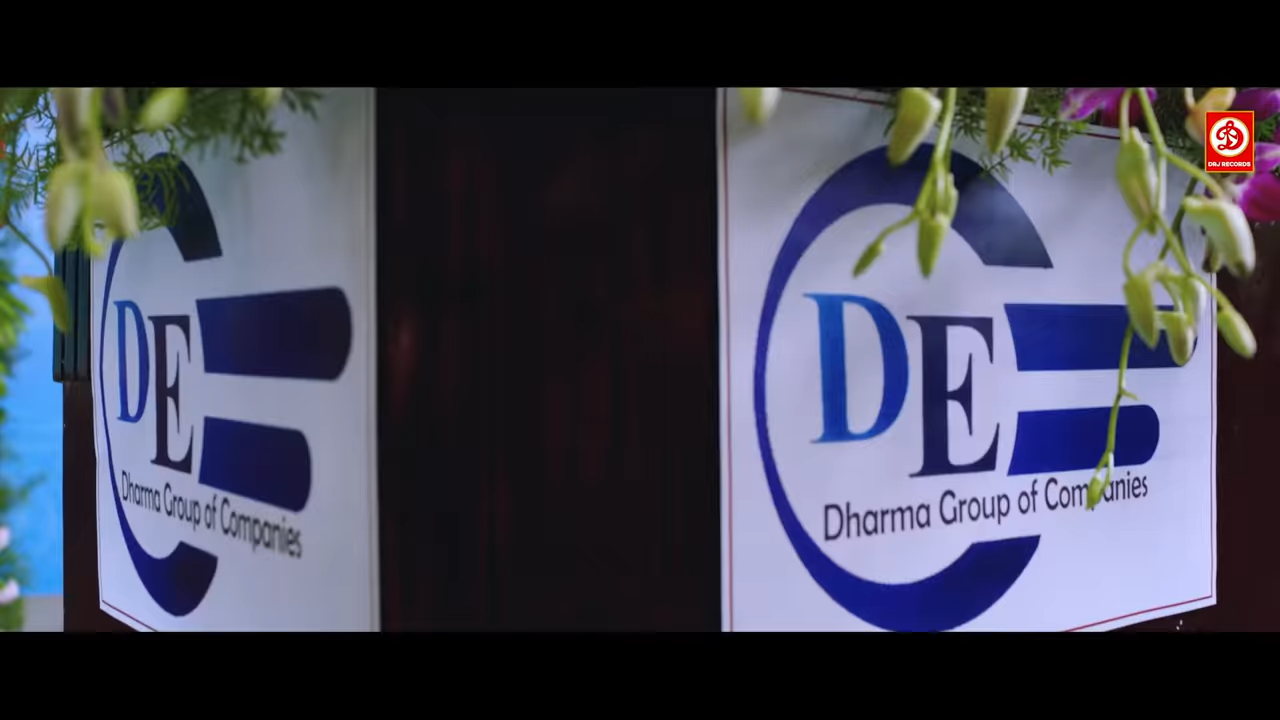 DE
Dharma Group of Companies
DE
Dharma Group of Companies
DRJ RECORDS